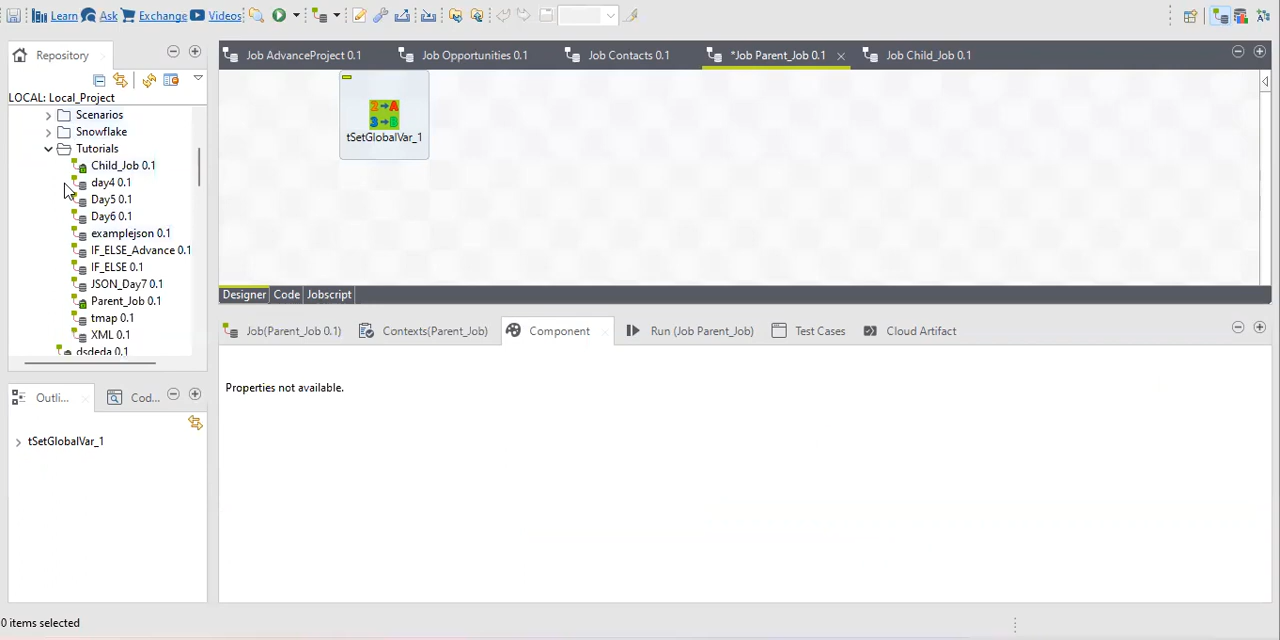 Learn Ask Exchange Videos
Repository
Job AdvanceProject 0.1 Job Opportunities 0.1 Job Contacts 0.1 *Job Parent_Job 0.1 Job Child_Job 0.1
LOCAL: Local_Project
Scenarios
Snowflake
Tutorials
Child_Job 0.1
day4 0.1
Day5 0.1
Day6 0.1
examplejson 0.1
IF_ELSE_Advance 0.1
IF_ELSE 0.1
JSON_Day7 0.1
Parent_Job 0.1
tmap 0.1
XML 0.1
dsdeda 0.1
2 A
3 D
tSetGlobalVar_1
Designer Code Jobscript
Job(Parent_Job 0.1) Contexts(Parent_Job) Component Run (Job Parent_Job) Test Cases Cloud Artifact
Properties not available.
Outli... Cod...
tSetGlobalVar_1
0 items selected